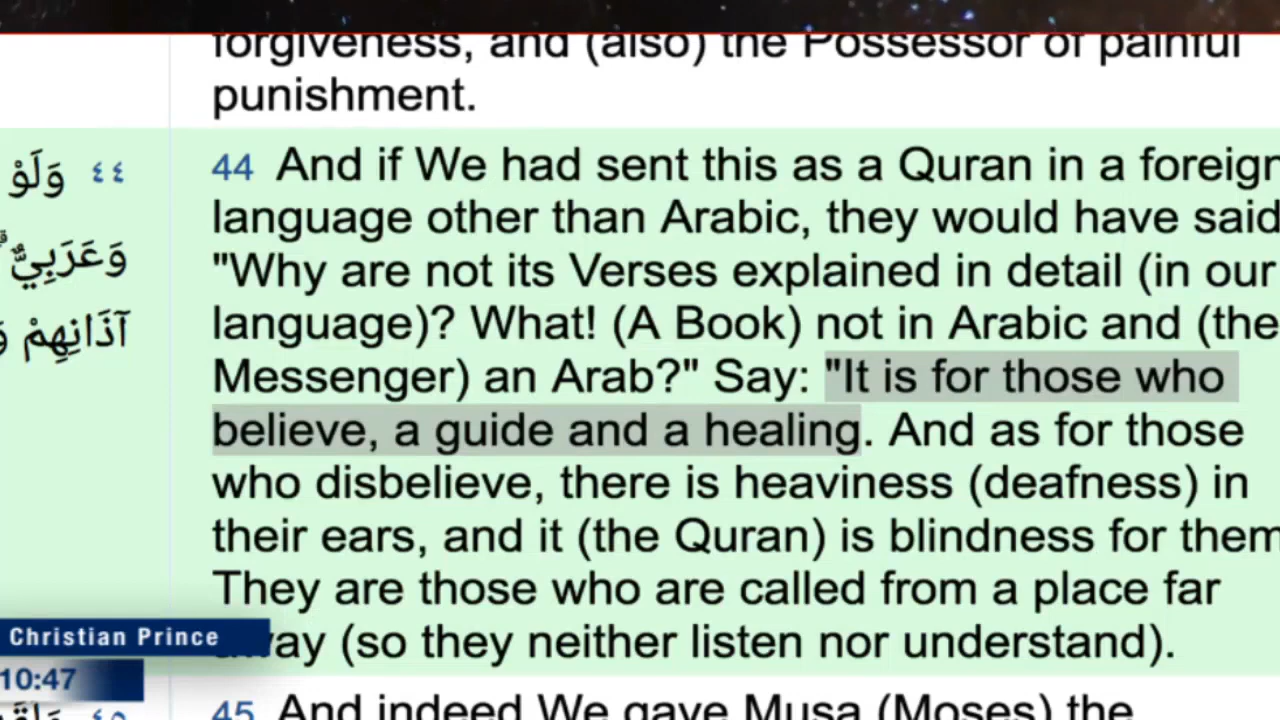 forgiveness, and (also) the Possessor of painful
punishment.
٤٤ وَلَوْ
وَعَرَبِيٌّ ۗ
آذَانِهِمْ
44 And if We had sent this as a Quran in a foreign
language other than Arabic, they would have said
"Why are not its Verses explained in detail (in our
language)? What! (A Book) not in Arabic and (the
Messenger) an Arab?" Say: "It is for those who
believe, a guide and a healing. And as for those
who disbelieve, there is heaviness (deafness) in
their ears, and it (the Quran) is blindness for them
They are those who are called from a place far
away (so they neither listen nor understand).
Christian Prince
10:47
٤٥
45 And indeed We gave Musa (Moses) the